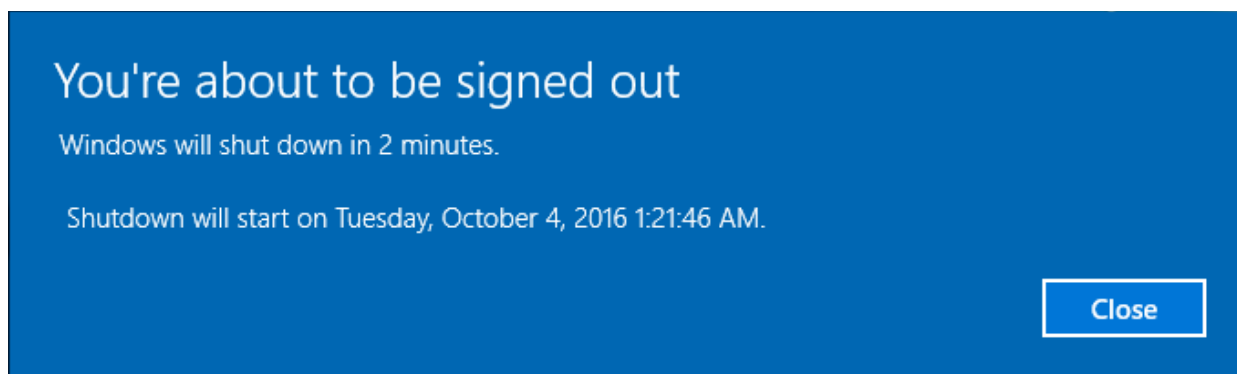 You're about to be signed out
Windows will shut down in 2 minutes.
Shutdown will start on Tuesday, October 4, 2016 1:21:46 AM.
Close